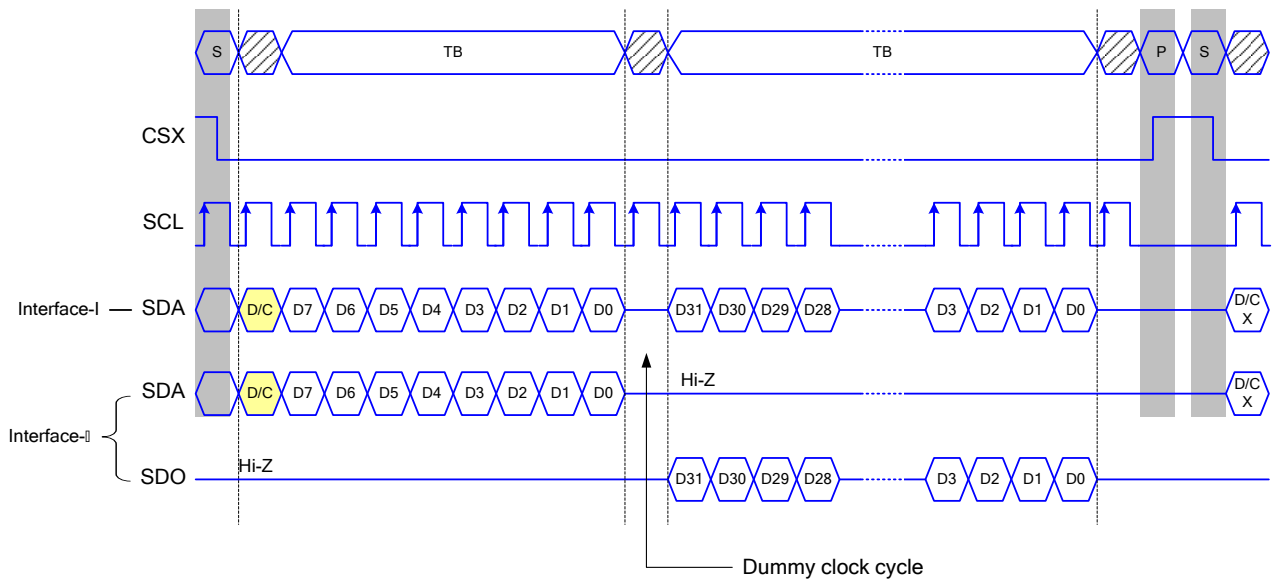 S TB TB P S
CSX
SCL
Interface-I SDA D/C D7 D6 D5 D4 D3 D2 D1 D0 D31 D30 D29 D28 D3 D2 D1 D0 D/C X
SDA D/C D7 D6 D5 D4 D3 D2 D1 D0 Hi-Z D/C X
Interface-▯
SDO Hi-Z D31 D30 D29 D28 D3 D2 D1 D0
Dummy clock cycle